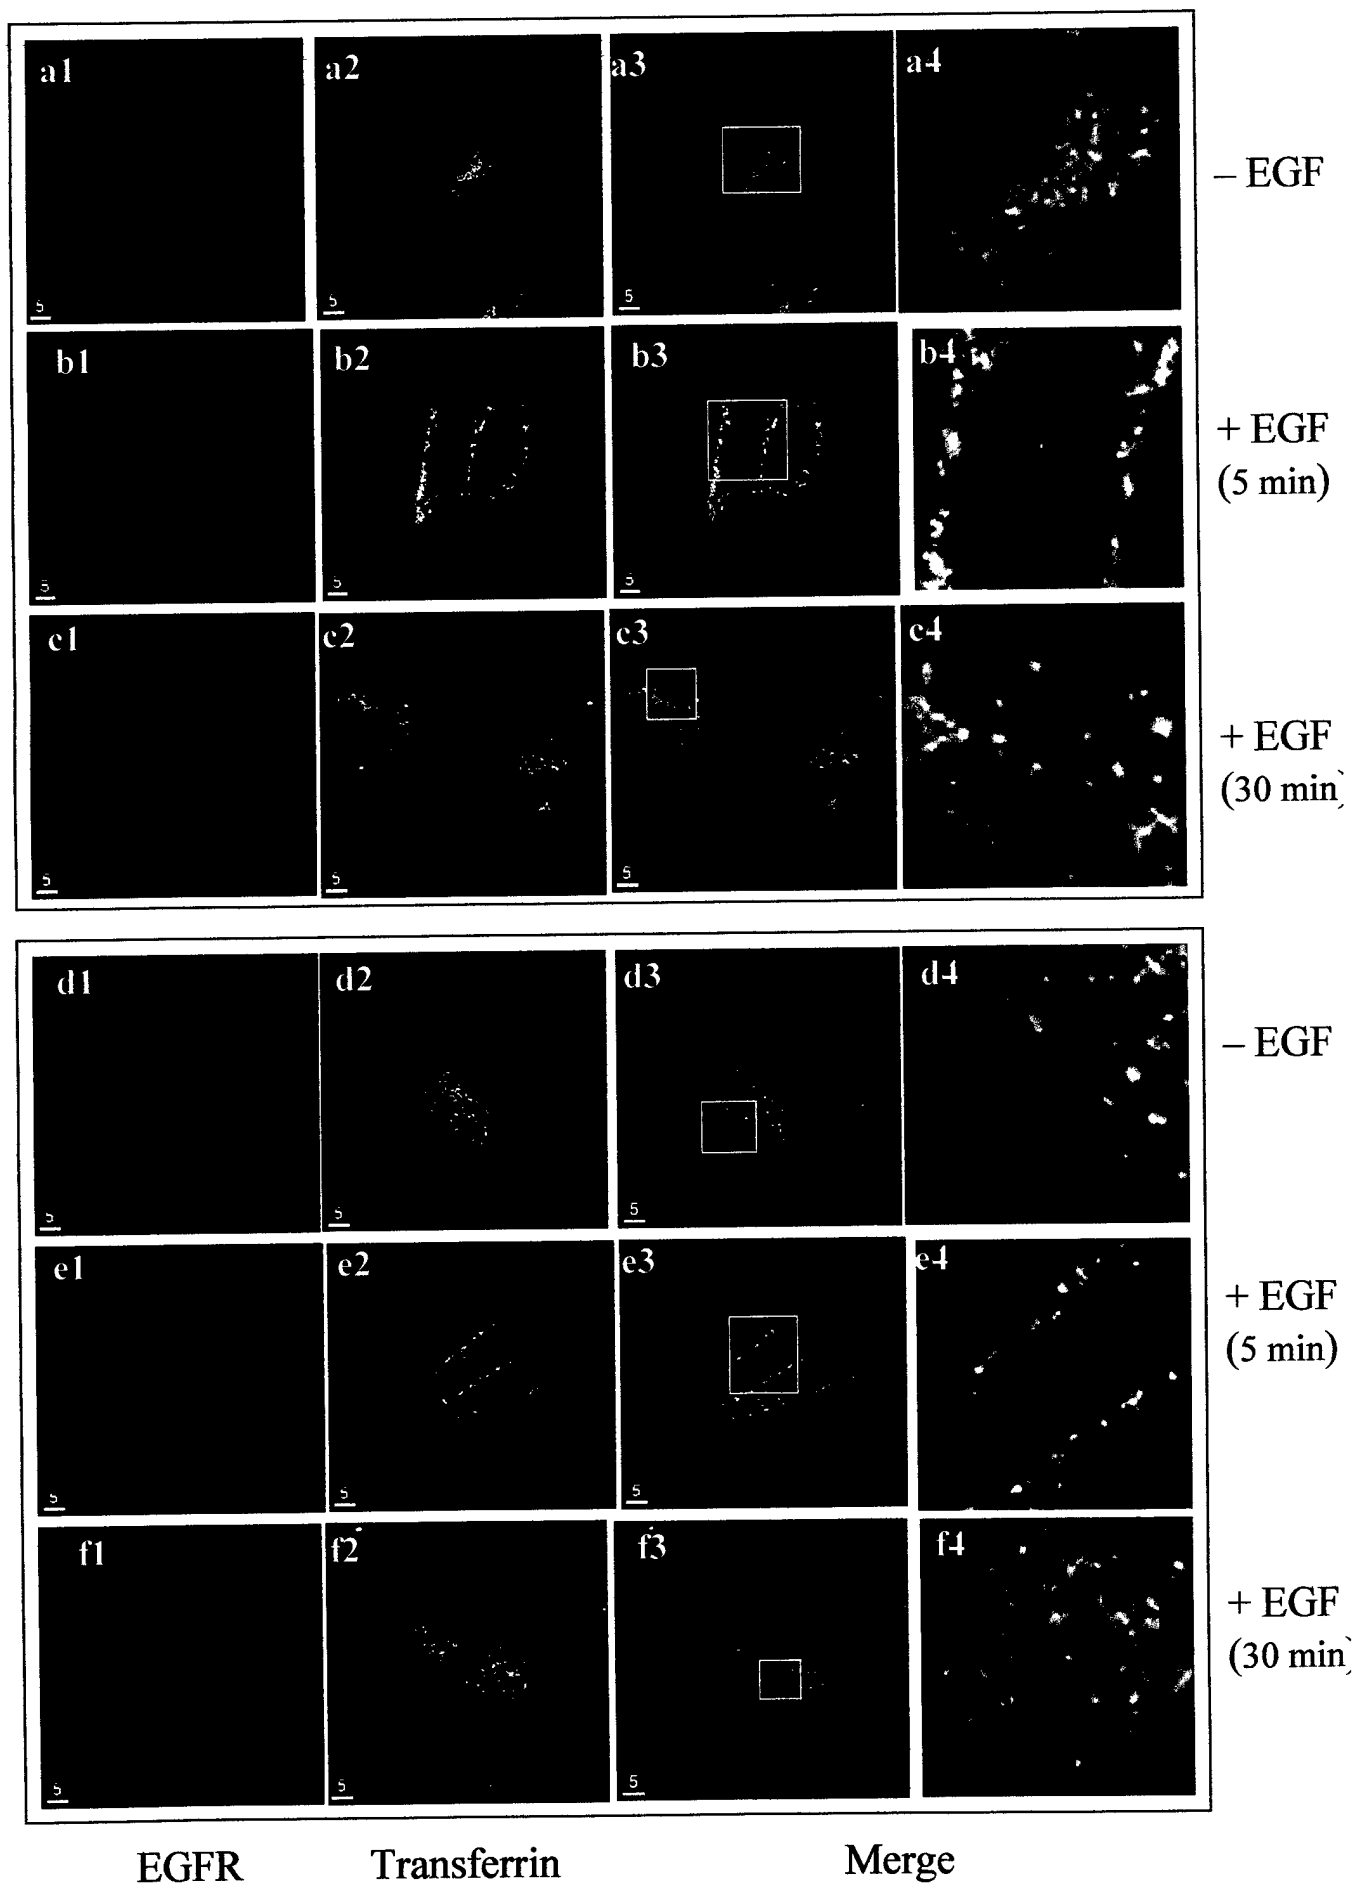 a1 a2 a3 a4
5 5 5
– EGF
b1 b2 b3 b4
5 5 5
+ EGF
(5 min)
c1 c2 c3 c4
5 5 5
+ EGF
(30 min)
d1 d2 d3 d4
5 5 5
– EGF
e1 e2 e3 e4
5 5 5
+ EGF
(5 min)
f1 f2 f3 f4
5 5 5
+ EGF
(30 min)
EGFR Transferrin Merge